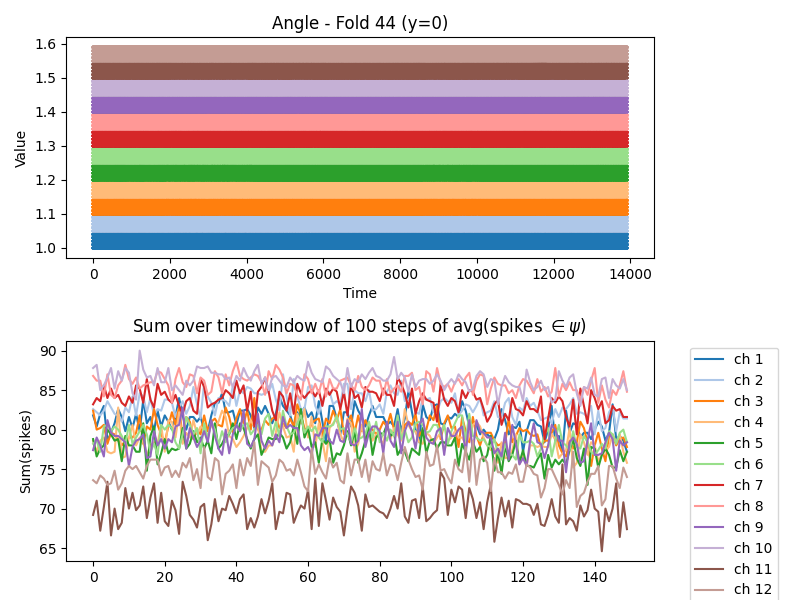 Angle - Fold 44 (y=0)
Value
1.6
1.5
1.4
1.3
1.2
1.1
1.0
0 2000 4000 6000 8000 10000 12000 14000
Time
Sum over timewindow of 100 steps of avg(spikes ∈ψ)
Sum(spikes)
90
85
80
75
70
65
0 20 40 60 80 100 120 140
ch 1
ch 2
ch 3
ch 4
ch 5
ch 6
ch 7
ch 8
ch 9
ch 10
ch 11
ch 12